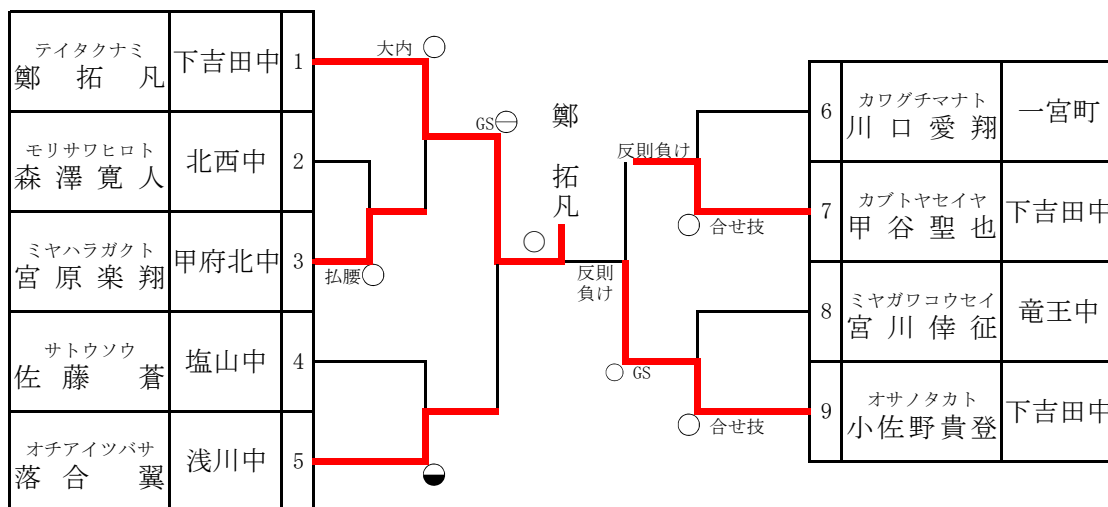 テイタクナミ
鄭拓凡 下吉田中 1
モリサワヒロト
森澤寛人 北西中 2
ミヤハラガクト
宮原楽翔 甲府北中 3
サトウソウ
佐藤蒼 塩山中 4
オチアイツバサ
落合翼 浅川中 5
大内
払腰
GS
鄭拓凡
反則
負け
反則負け
合せ技
GS
合せ技
6 カワグチマナト 一宮町
川口愛翔
7 カブトヤセイヤ 下吉田中
甲谷聖也
8 ミヤガワコウセイ 竜王中
宮川倖征
9 オサノタカト 下吉田中
小佐野貴登